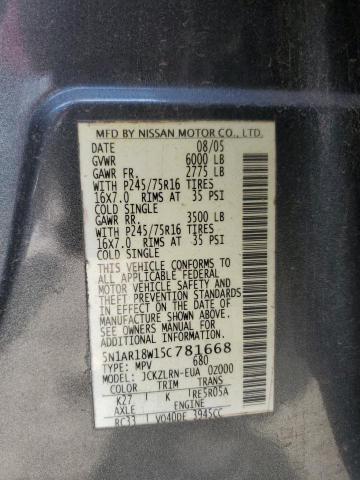 MFD BY NISSAN MOTOR CO., LTD.
DATE 08/05
GVWR 6000 LB
GAWR FR. 2775 LB
WITH P245/75R16 TIRES
16X7.0 RIMS AT 35 PSI
COLD SINGLE
GAWR RR. 3500 LB
WITH P245/75R16 TIRES
16X7.0 RIMS AT 35 PSI
COLD SINGLE
THIS VEHICLE CONFORMS TO
ALL APPLICABLE FEDERAL
MOTOR VEHICLE SAFETY
STANDARDS IN EFFECT ON THE
DATE OF MANUFACTURE SHOWN
ABOVE.
SEE OWNERS MANUAL FOR
ADDITIONAL INFORMATION
5N1AR18W15C781668
TYPE: MPV 680
MODEL: JCKZLRN-EUA 0Z000
COLOR TRIM TRANS
K27 K RE5R05A
AXLE ENGINE
RC33 VQ40DE 3945CC